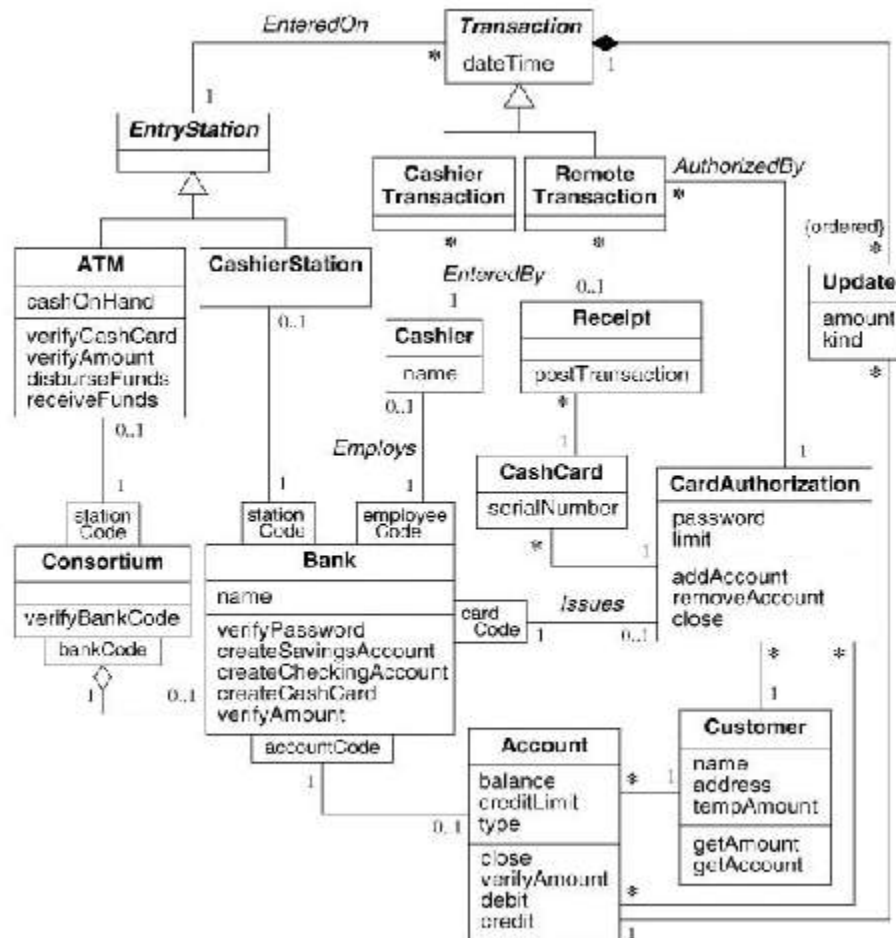 EnteredOn
Transaction
dateTime
*
1
1
EntryStation
Cashier
Transaction
Remote
Transaction
AuthorizedBy
*
{ordered}
*
ATM
cashOnHand
verifyCashCard
verifyAmount
disburseFunds
receiveFunds
CashierStation
*
*
EnteredBy
1
0..1
Update
amount
kind
*
0..1
Cashier
name
Receipt
postTransaction
0..1
0..1
*
Employs
1
CashCard
serialNumber
1
CardAuthorization
password
limit
addAccount
removeAccount
close
1
1
1
station
Code
station
Code
employee
Code
*
1
Consortium
verifyBankCode
bankCode
Bank
name
verifyPassword
createSavingsAccount
createCheckingAccount
createCashCard
verifyAmount
accountCode
card
Code
Issues
1
0..1
*
*
1
0..1
1
Customer
name
address
tempAmount
getAmount
getAccount
Account
balance
creditLimit
type
close
verifyAmount
debit
credit
*
1
1
0..1
*
1